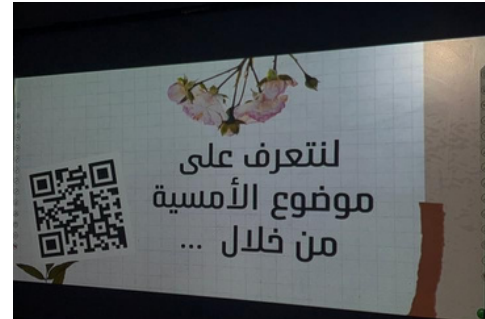 لنتعرف على
موضوع الأمسية
من خلال ...